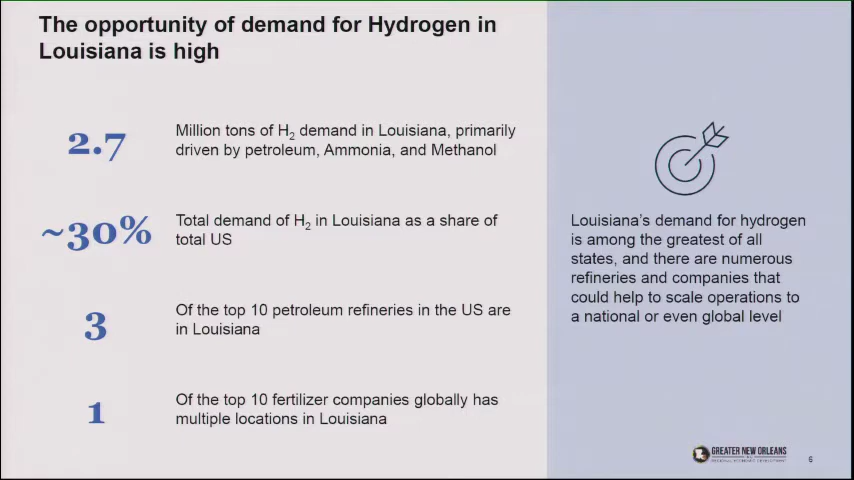 The opportunity of demand for Hydrogen in
Louisiana is high
2.7
Million tons of H2 demand in Louisiana, primarily
driven by petroleum, Ammonia, and Methanol
~30%
Total demand of H2 in Louisiana as a share of
total US
3
Of the top 10 petroleum refineries in the US are
in Louisiana
1
Of the top 10 fertilizer companies globally has
multiple locations in Louisiana
Louisiana's demand for hydrogen
is among the greatest of all
states, and there are numerous
refineries and companies that
could help to scale operations to
a national or even global level
GREATER NEW ORLEANS
REGIONAL ECONOMIC DEVELOPMENT
6